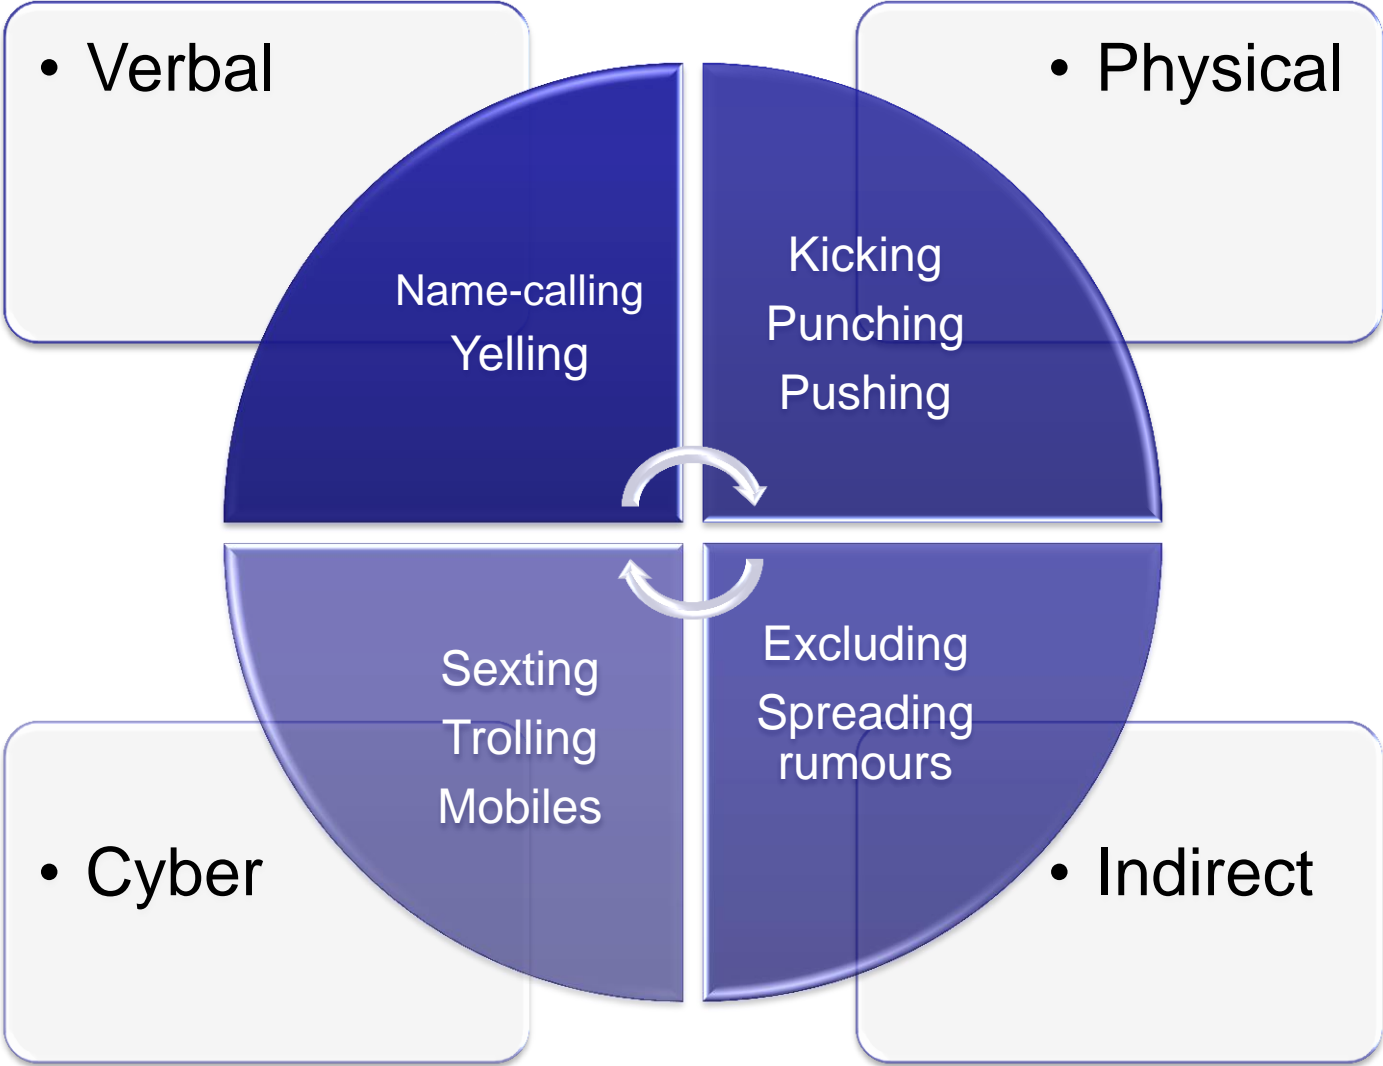 • Verbal
Name-calling
Yelling
• Physical
Kicking
Punching
Pushing
Sexting
Trolling
Mobiles
• Cyber
Excluding
Spreading
rumours
• Indirect